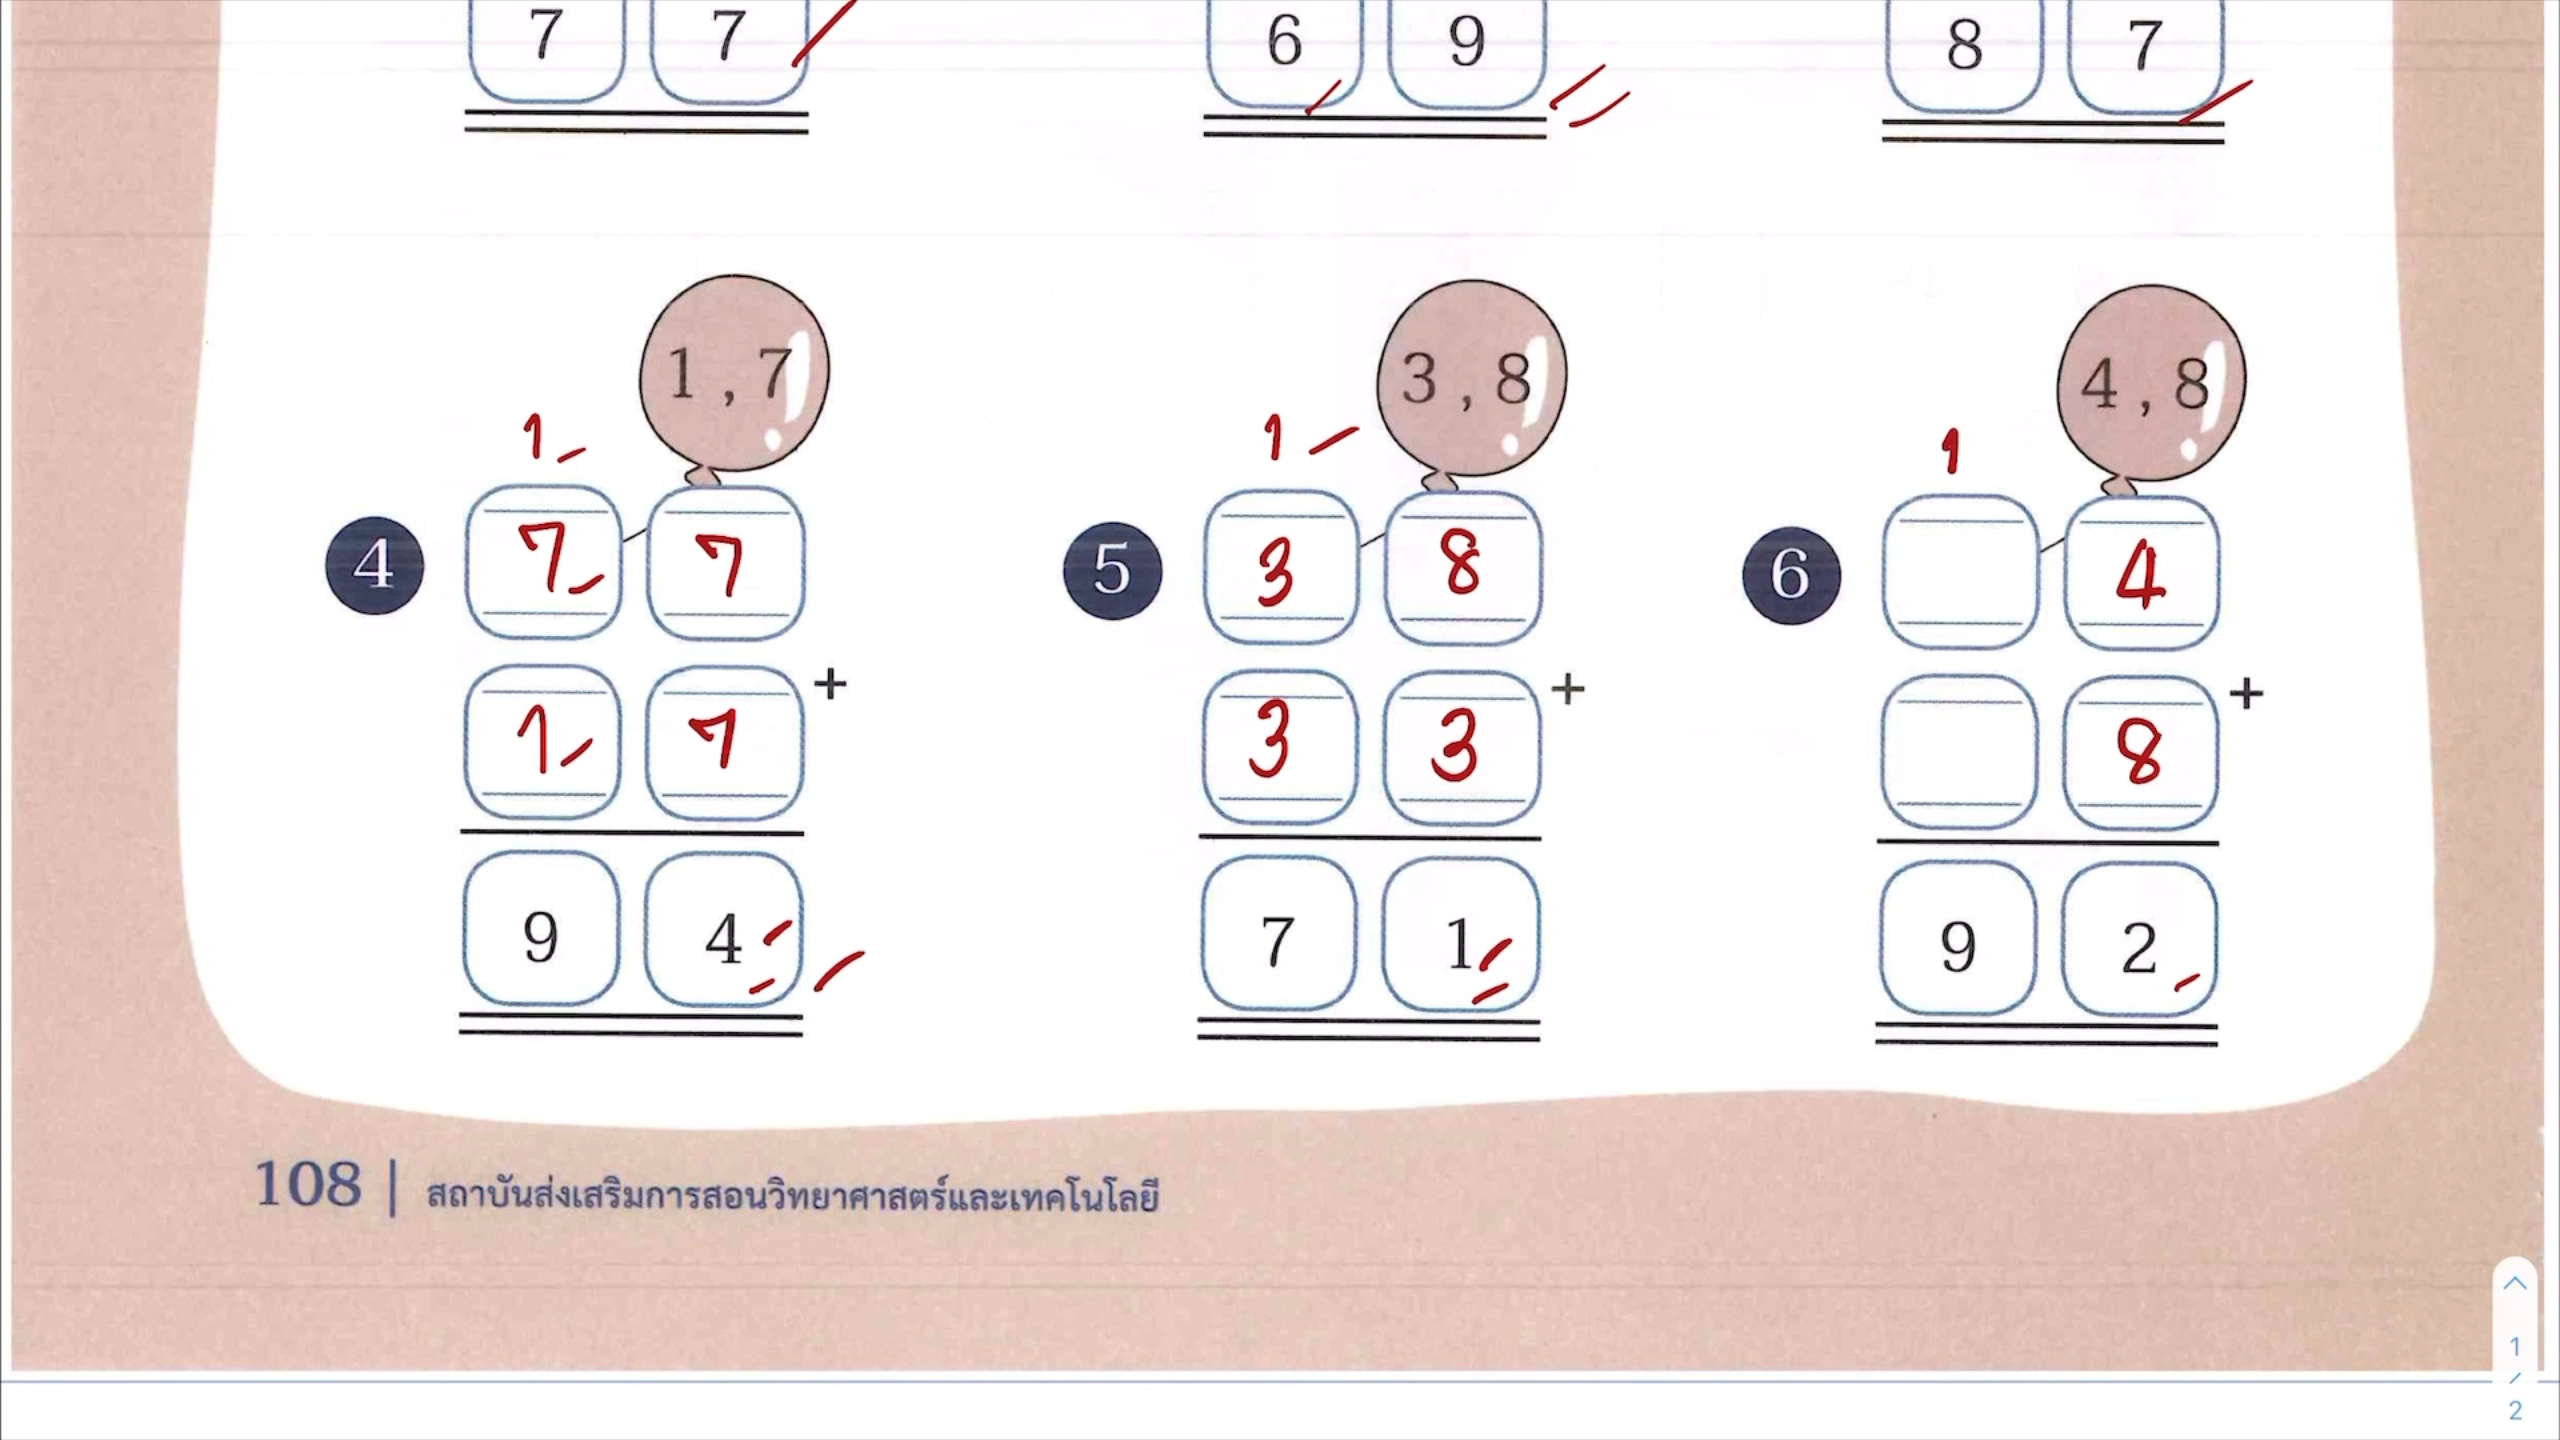 7 7 6 9 8 7
1 , 7 3 , 8 4 , 8
1 1 1
4 7 7 5 3 8 6 4
1 7 + 3 3 + 8 +
9 4 7 1 9 2
108 | สถาบันส่งเสริมการสอนวิทยาศาสตร์และเทคโนโลยี
1
/
2